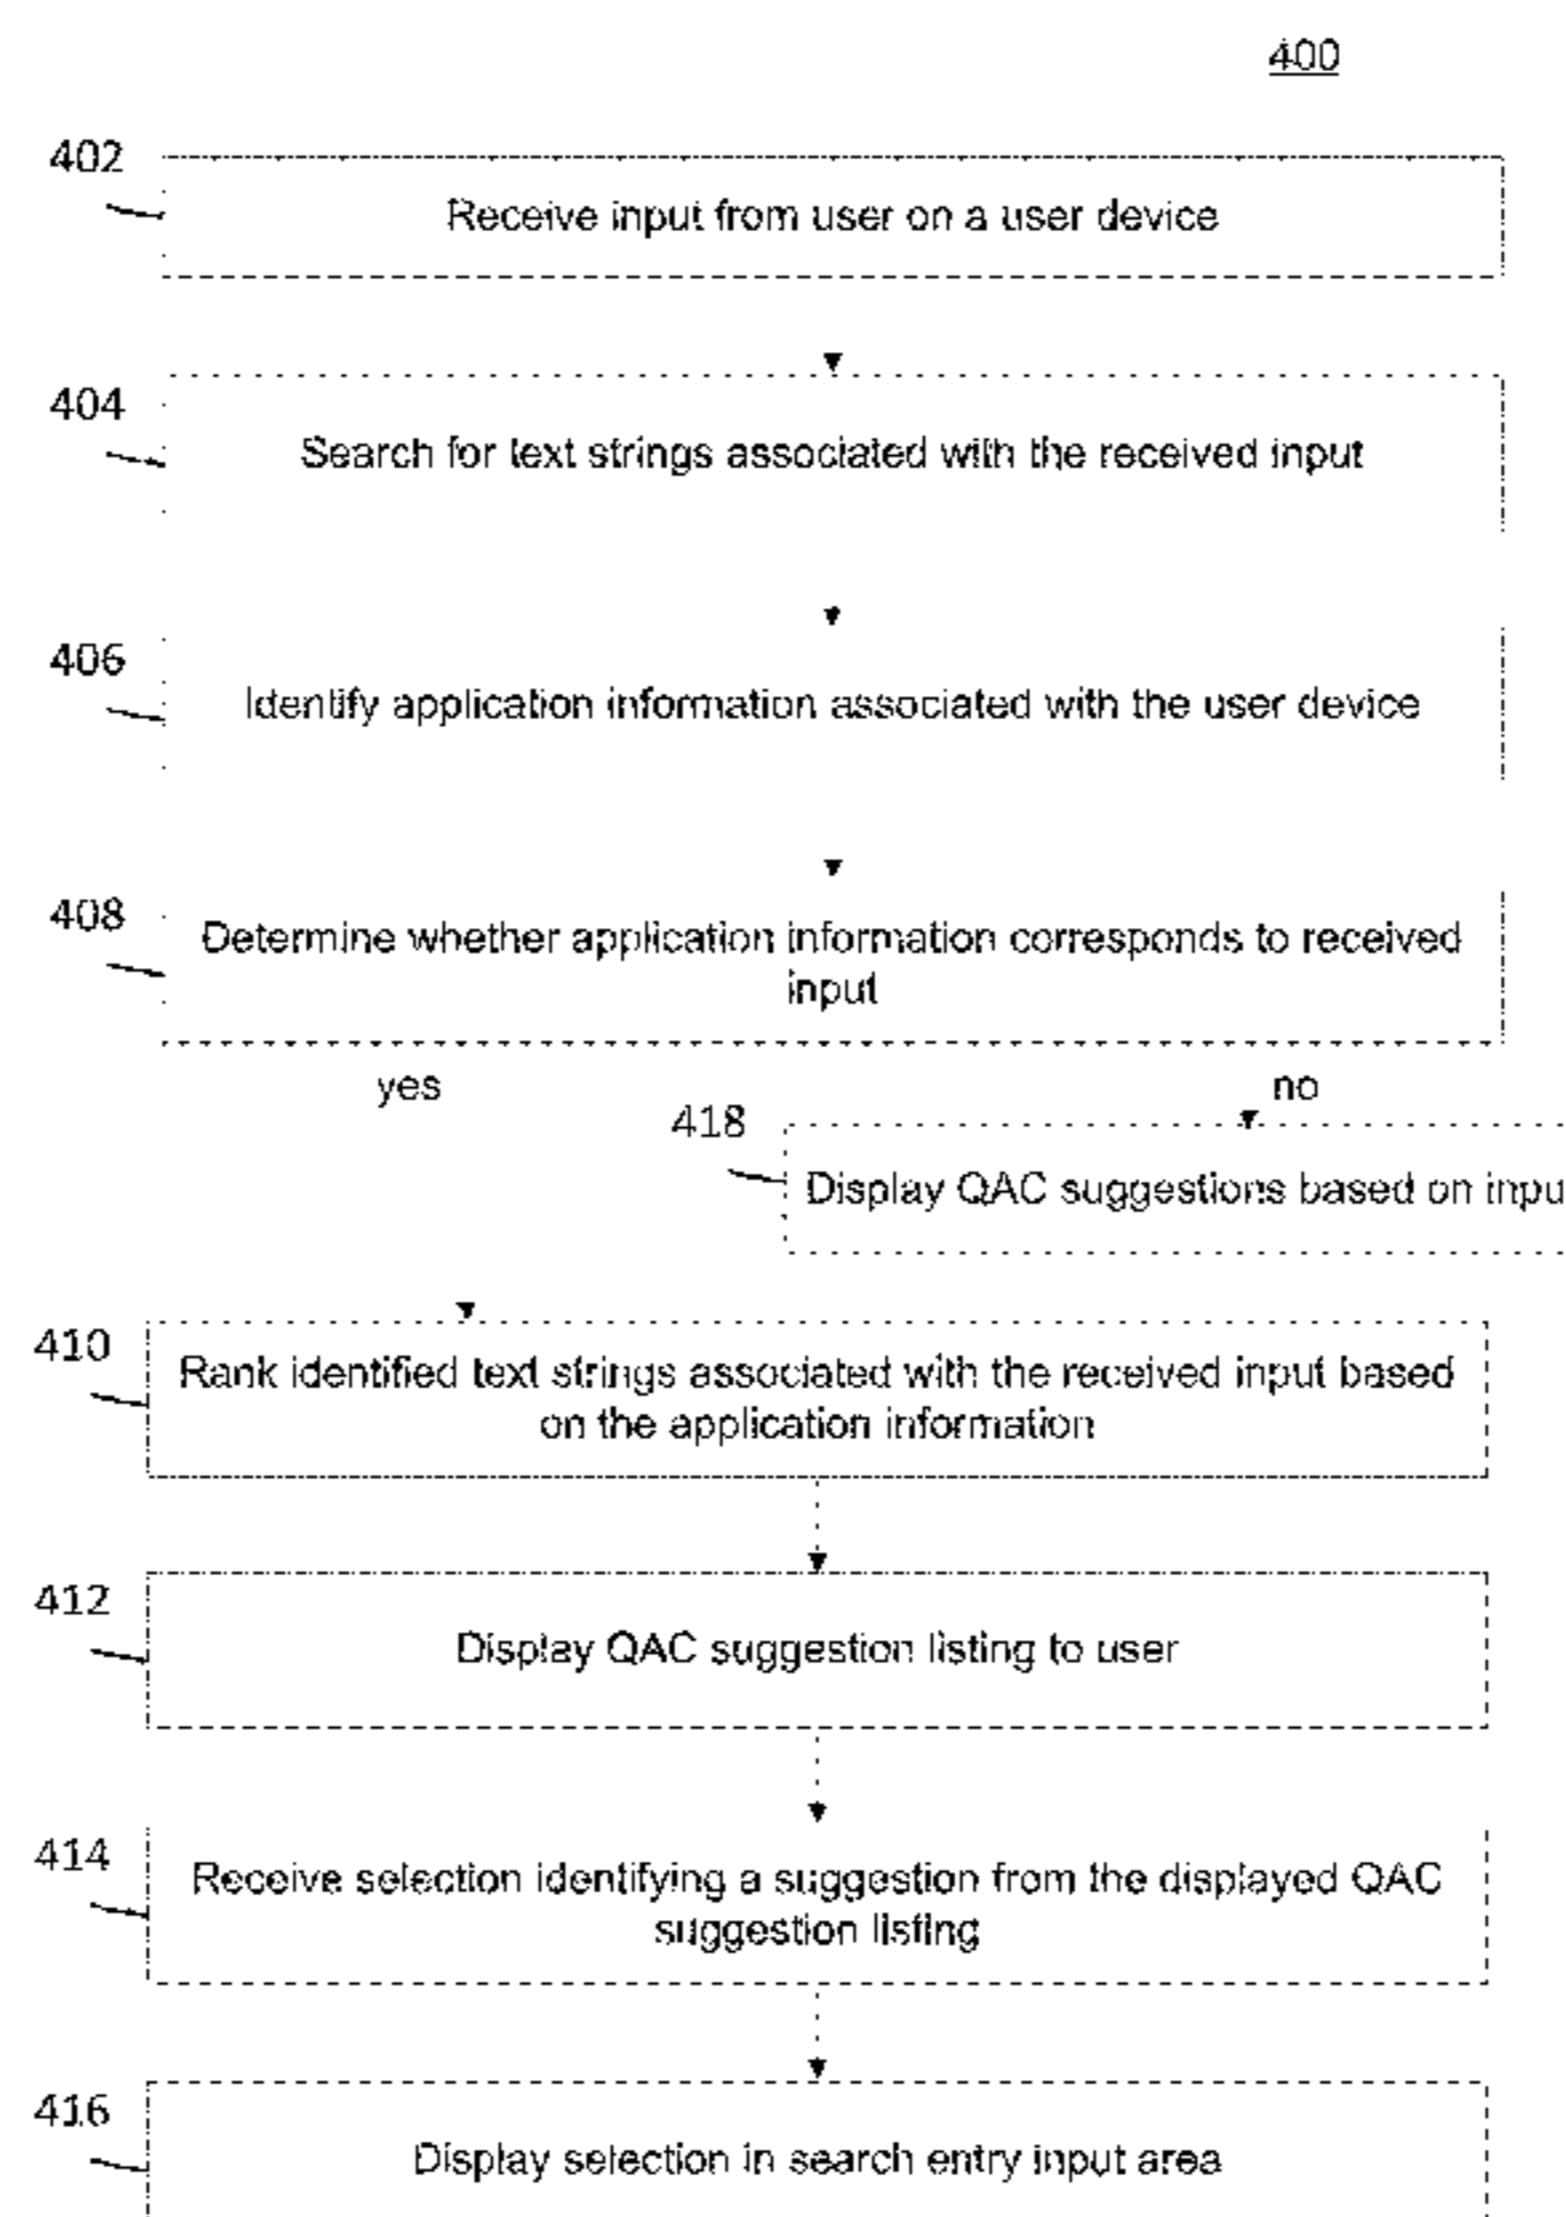 400
402
Receive input from user on a user device
404
Search for text strings associated with the received input
406
Identify application information associated with the user device
408
Determine whether application information corresponds to received
input
yes
no
418
Display QAC suggestions based on inpu
410
Rank identified text strings associated with the received input based
on the application information
412
Display QAC suggestion listing to user
414
Receive selection identifying a suggestion from the displayed QAC
suggestion listing
416
Display selection in search entry input area